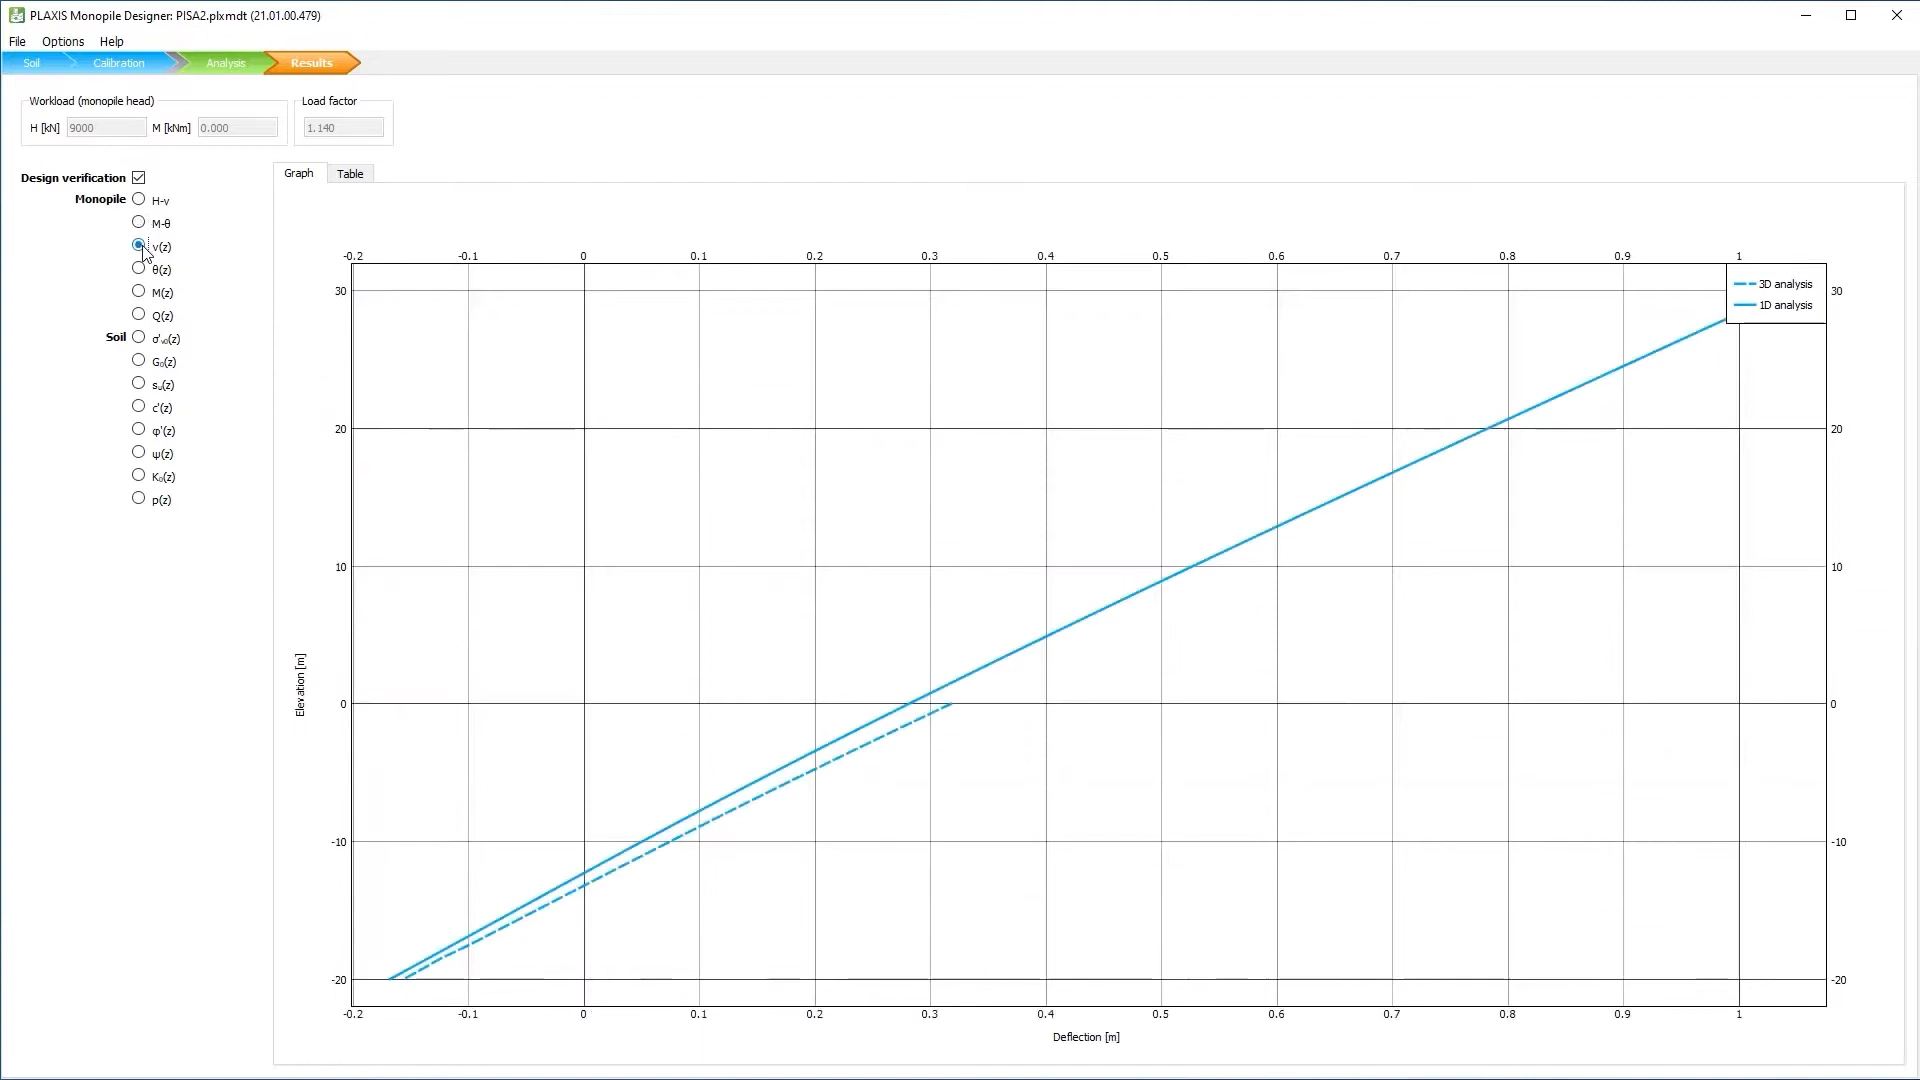 PLAXIS Monopile Designer: PISA2.plxmdt (21.01.00.479)
File Options Help
Soil Calibration Analysis Results
Workload (monopile head) Load factor
H [kN] 9000 M [kNm] 0.000 1.140
Design verification
Monopile H-v
M-θ
v(z)
θ(z)
M(z)
Q(z)
Soil σ'v₀(z)
G₀(z)
sᵤ(z)
c'(z)
φ'(z)
ψ(z)
K₀(z)
p(z)
Graph Table
-0.2 -0.1 0 0.1 0.2 0.3 0.4 0.5 0.6 0.7 0.8 0.9 1
3D analysis
1D analysis
30 30
20 20
10 10
0 0
-10 -10
-20 -20
Elevation [m]
-0.2 -0.1 0 0.1 0.2 0.3 0.4 0.5 0.6 0.7 0.8 0.9 1
Deflection [m]